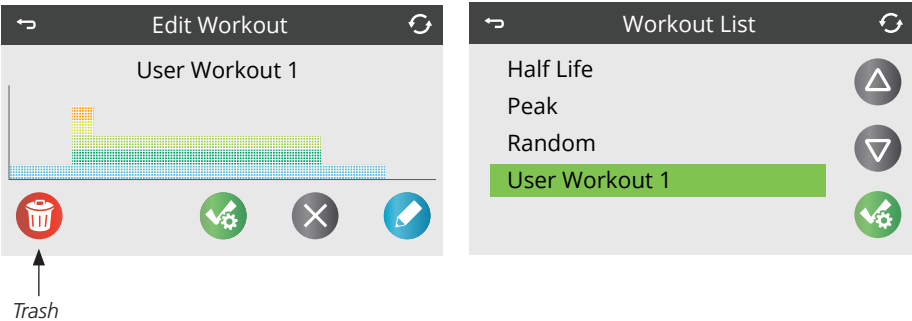 Edit Workout
User Workout 1
Trash
Workout List
Half Life
Peak
Random
User Workout 1